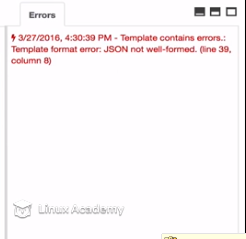 Errors
3/27/2016, 4:30:39 PM - Template contains errors.:
Template format error: JSON not well-formed. (line 39,
column 8)
Linux Academy